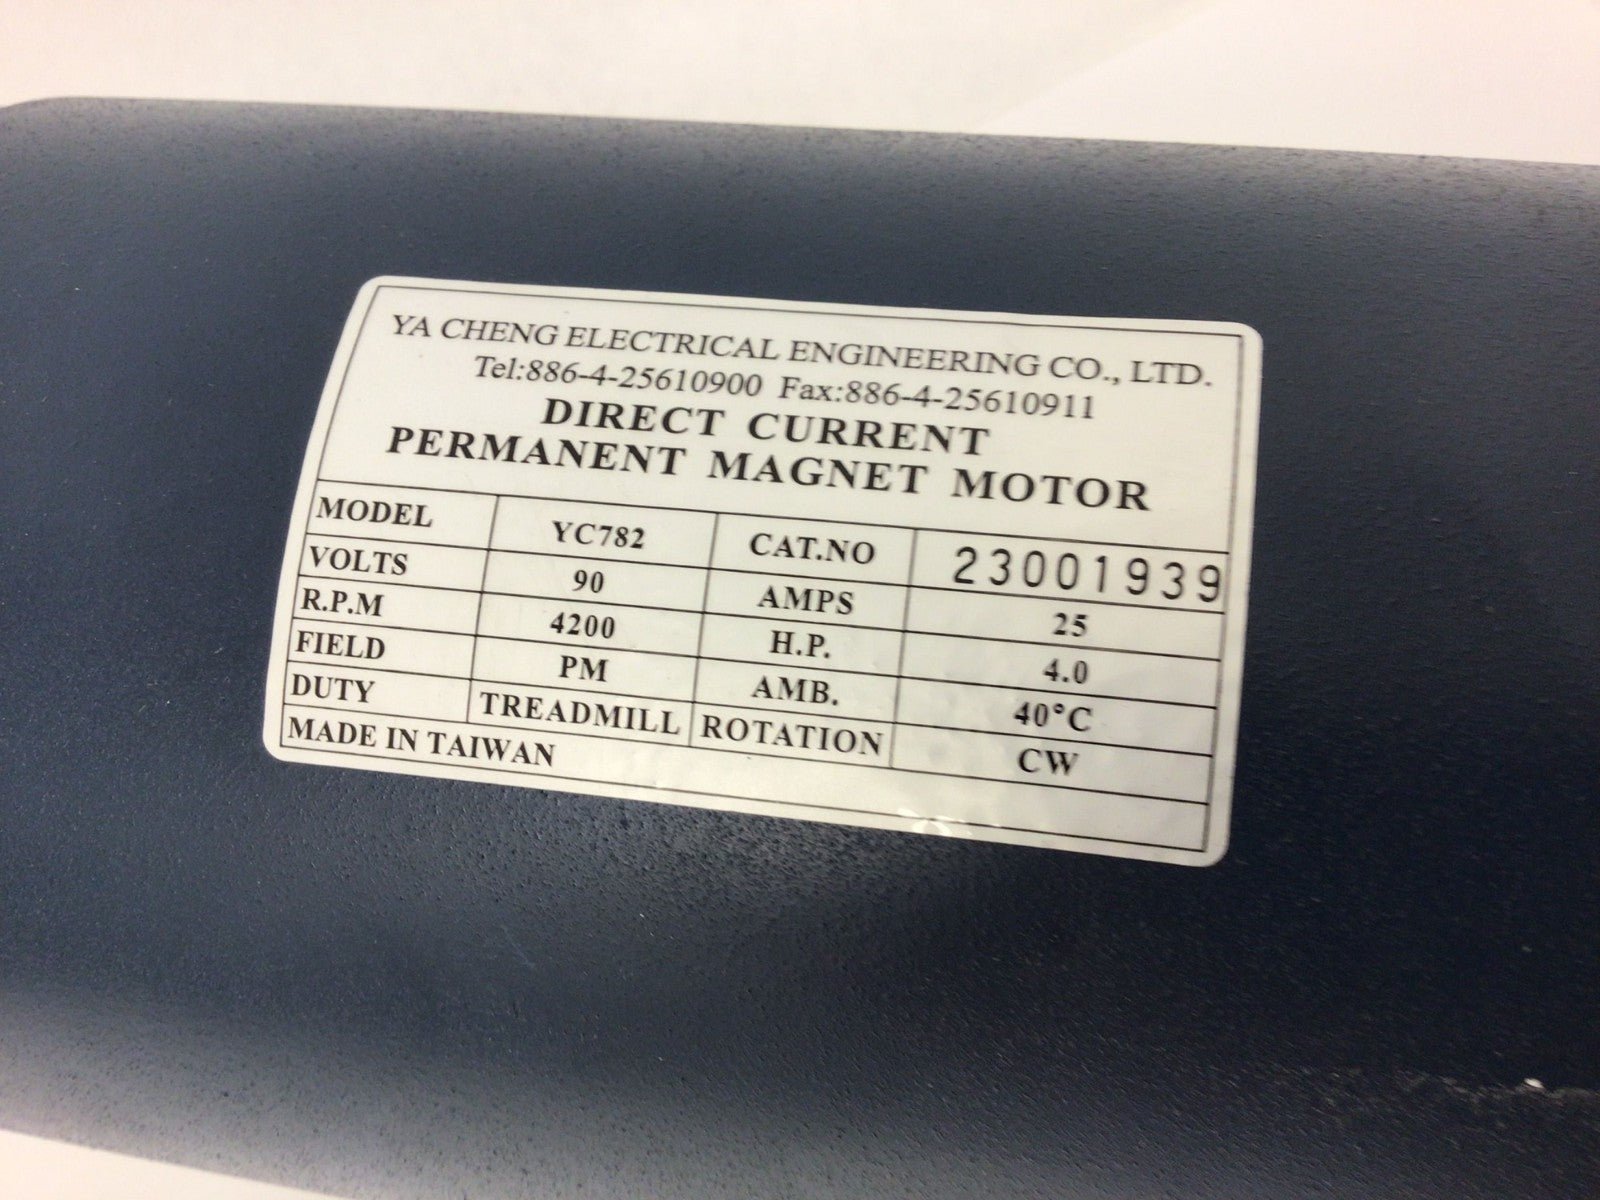 YA CHENG ELECTRICAL ENGINEERING CO., LTD.
Tel:886-4-25610900 Fax:886-4-25610911
DIRECT CURRENT
PERMANENT MAGNET MOTOR
MODEL YC782 CAT.NO 23001939
VOLTS 90 AMPS 25
R.P.M 4200 H.P. 4.0
FIELD PM AMB. 40°C
DUTY TREADMILL ROTATION CW
MADE IN TAIWAN